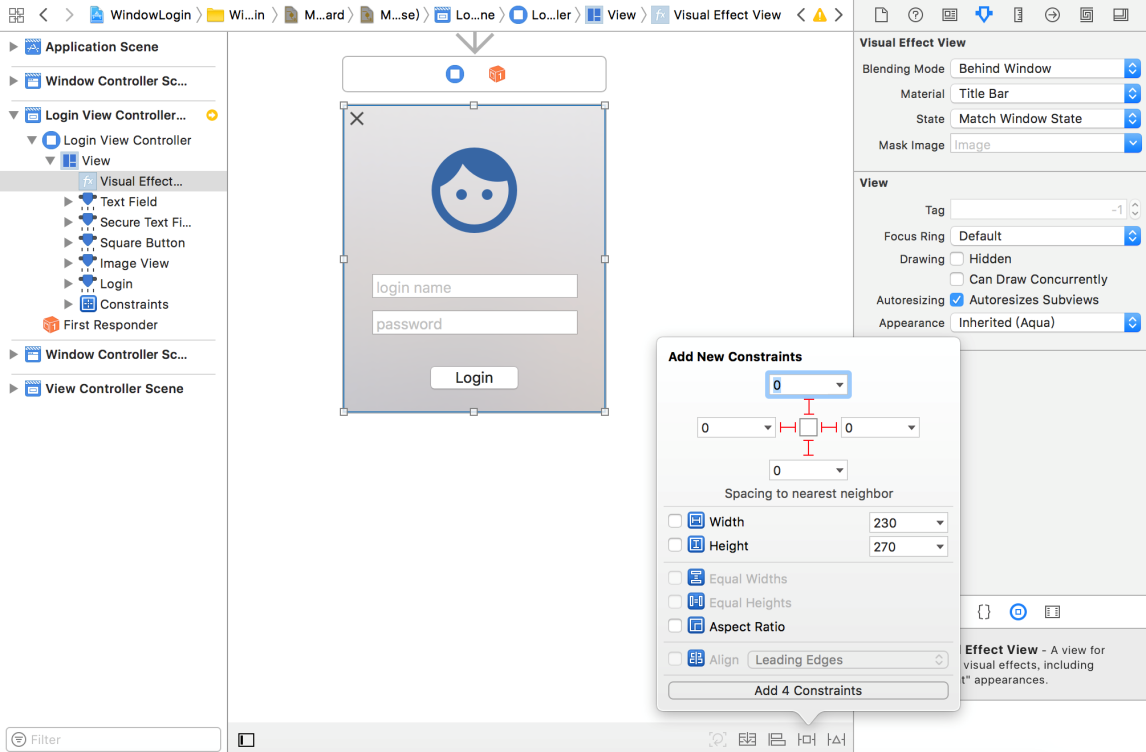 WindowLogin Wi...in M...ard M...se) Lo...ne Lo...ler View Visual Effect View
Application Scene
Window Controller Sc...
Login View Controller...
Login View Controller
View
Visual Effect...
Text Field
Secure Text Fi...
Square Button
Image View
Login
Constraints
First Responder
Window Controller Sc...
View Controller Scene
Filter
login name
password
Login
Visual Effect View
Blending Mode Behind Window
Material Title Bar
State Match Window State
Mask Image Image
View
Tag -1
Focus Ring Default
Drawing Hidden
Can Draw Concurrently
Autoresizing Autoresizes Subviews
Appearance Inherited (Aqua)
Add New Constraints
0
0 0
0
Spacing to nearest neighbor
Width 230
Height 270
Equal Widths
Equal Heights
Aspect Ratio
Align Leading Edges
Add 4 Constraints
{}
l Effect View - A view for
visual effects, including
t" appearances.